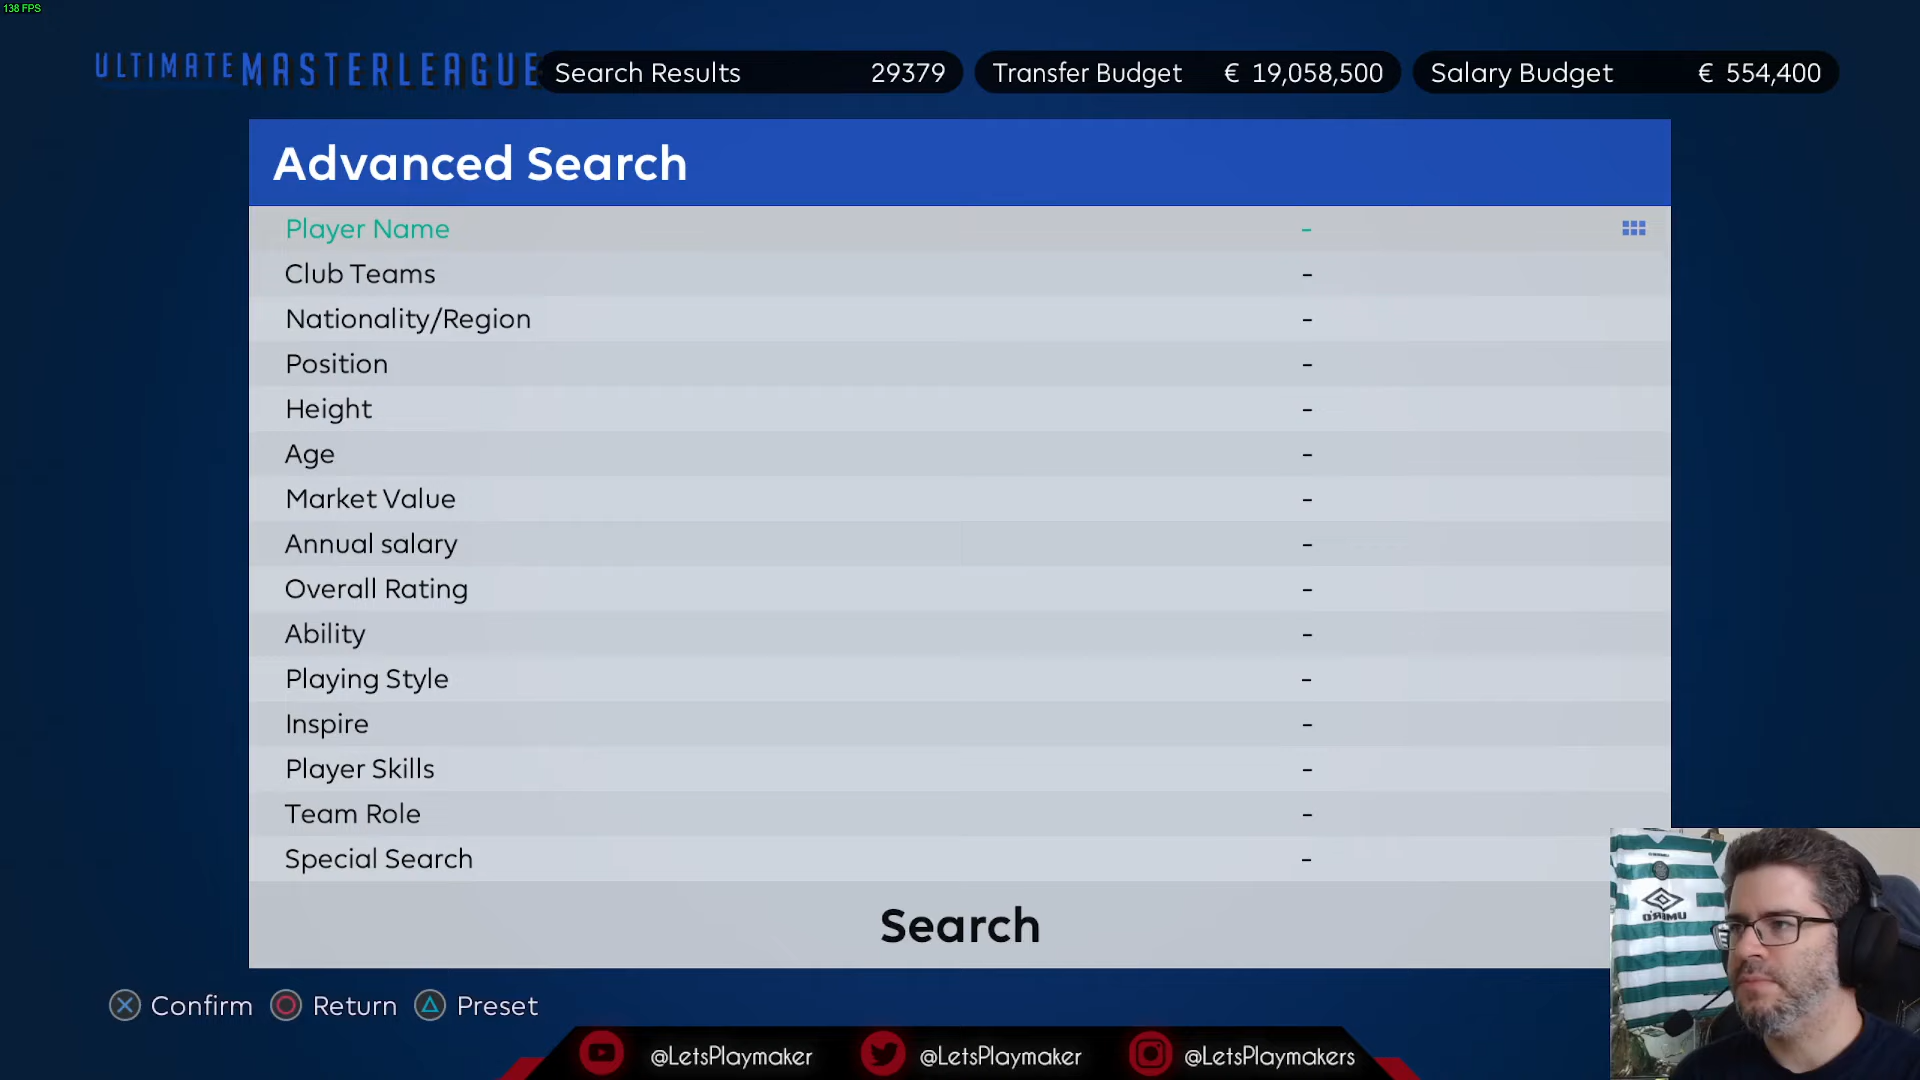 138 FPS
ULTIMATEMASTERLEAGUE
Search Results 29379
Transfer Budget € 19,058,500
Salary Budget € 554,400
Advanced Search
Player Name -
Club Teams -
Nationality/Region -
Position -
Height -
Age -
Market Value -
Annual salary -
Overall Rating -
Ability -
Playing Style -
Inspire -
Player Skills -
Team Role -
Special Search -
Search
Confirm Return Preset
@LetsPlaymaker @LetsPlaymaker @LetsPlaymakers
UMBRO